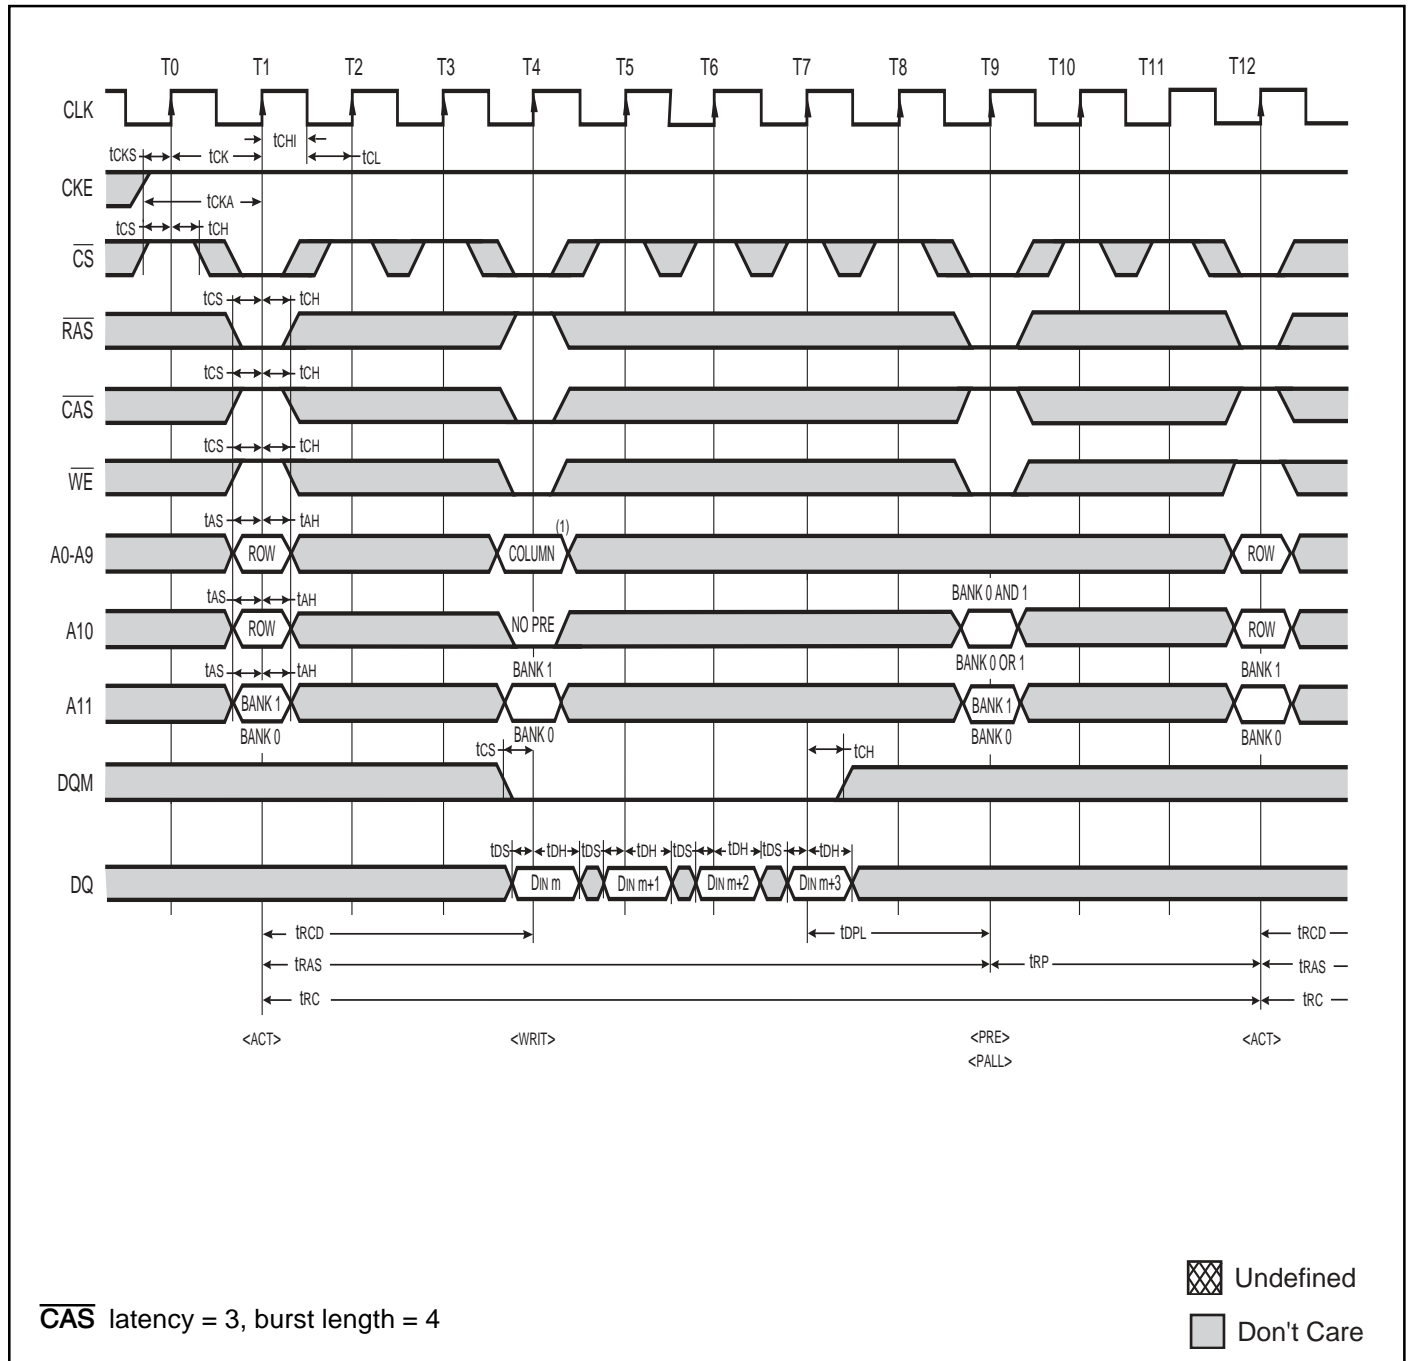 T0 T1 T2 T3 T4 T5 T6 T7 T8 T9 T10 T11 T12
CLK
tCHI
tCKS tCK tCL
CKE
tCKA
tCS tCH
CS
tCS tCH
RAS
tCS tCH
CAS
tCS tCH
WE
tAS tAH (1)
A0-A9 ROW COLUMN ROW
tAS tAH BANK 0 AND 1
A10 ROW NO PRE ROW
tAS tAH BANK 1 BANK 0 OR 1 BANK 1
A11 BANK 1 BANK 1
BANK 0 BANK 0 BANK 0 BANK 0
tCS tCH
DQM
tDS tDH tDS tDH tDS tDH tDS tDH
DQ DIN m DIN m+1 DIN m+2 DIN m+3
tRCD tDPL tRCD
tRAS tRP tRAS
tRC tRC
<ACT> <WRIT> <PRE> <ACT>
<PALL>
Undefined
CAS latency = 3, burst length = 4
Don't Care